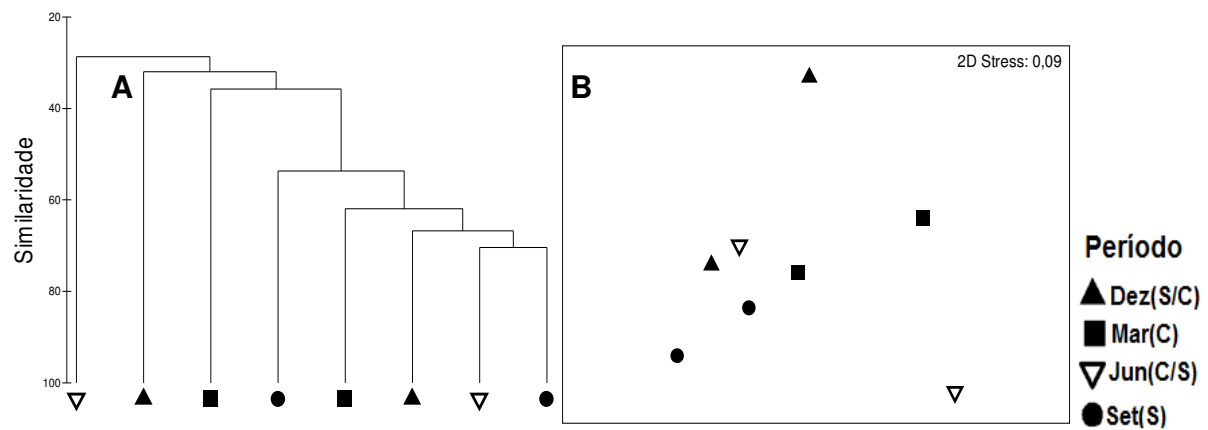 20
40
60
80
100
Similaridade
A
B
2D Stress: 0,09
Período
Dez(S/C)
Mar(C)
Jun(C/S)
Set(S)